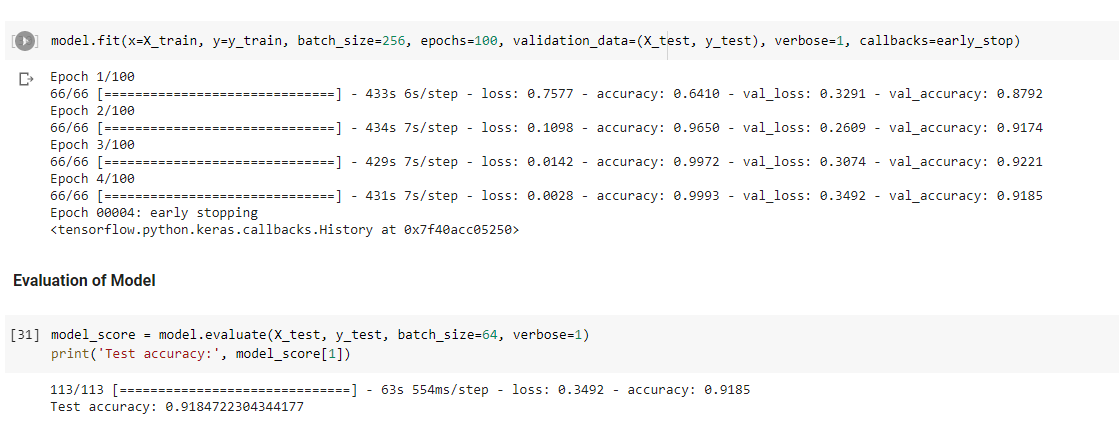 model.fit(x=X_train, y=y_train, batch_size=256, epochs=100, validation_data=(X_test, y_test), verbose=1, callbacks=early_stop)
Epoch 1/100
66/66 [==============================] - 433s 6s/step - loss: 0.7577 - accuracy: 0.6410 - val_loss: 0.3291 - val_accuracy: 0.8792
Epoch 2/100
66/66 [==============================] - 434s 7s/step - loss: 0.1098 - accuracy: 0.9650 - val_loss: 0.2609 - val_accuracy: 0.9174
Epoch 3/100
66/66 [==============================] - 429s 7s/step - loss: 0.0142 - accuracy: 0.9972 - val_loss: 0.3074 - val_accuracy: 0.9221
Epoch 4/100
66/66 [==============================] - 431s 7s/step - loss: 0.0028 - accuracy: 0.9993 - val_loss: 0.3492 - val_accuracy: 0.9185
Epoch 00004: early stopping
<tensorflow.python.keras.callbacks.History at 0x7f40acc05250>
Evaluation of Model
[31] model_score = model.evaluate(X_test, y_test, batch_size=64, verbose=1)
print('Test accuracy:', model_score[1])
113/113 [==============================] - 63s 554ms/step - loss: 0.3492 - accuracy: 0.9185
Test accuracy: 0.9184722304344177